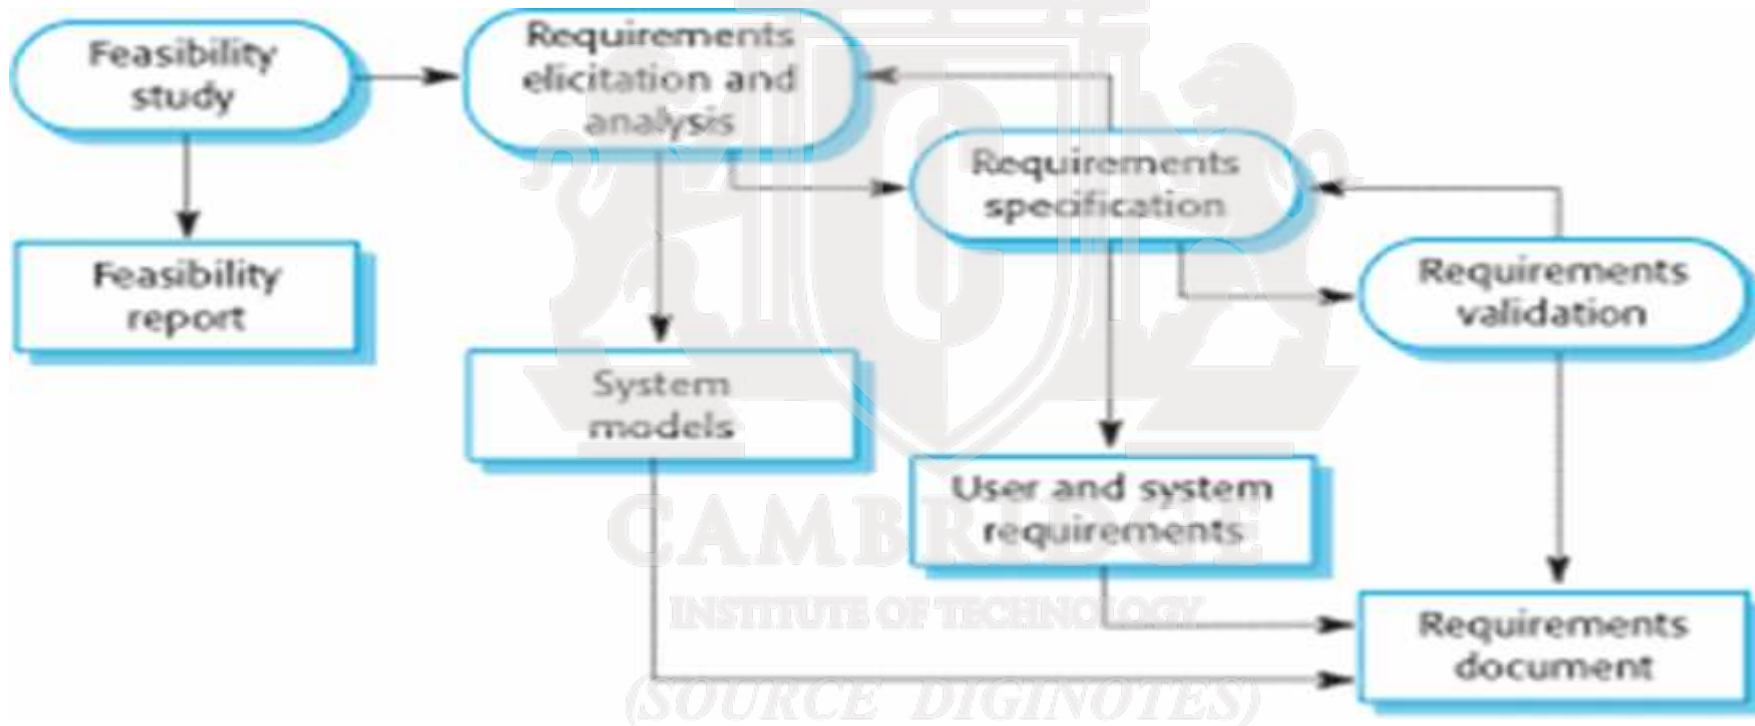 Feasibility
study
Requirements
elicitation and
analysis
Requirements
specification
Requirements
validation
Feasibility
report
System
models
User and system
requirements
Requirements
document
CAMBRIDGE
INSTITUTE OF TECHNOLOGY
(SOURCE DIGINOTES)